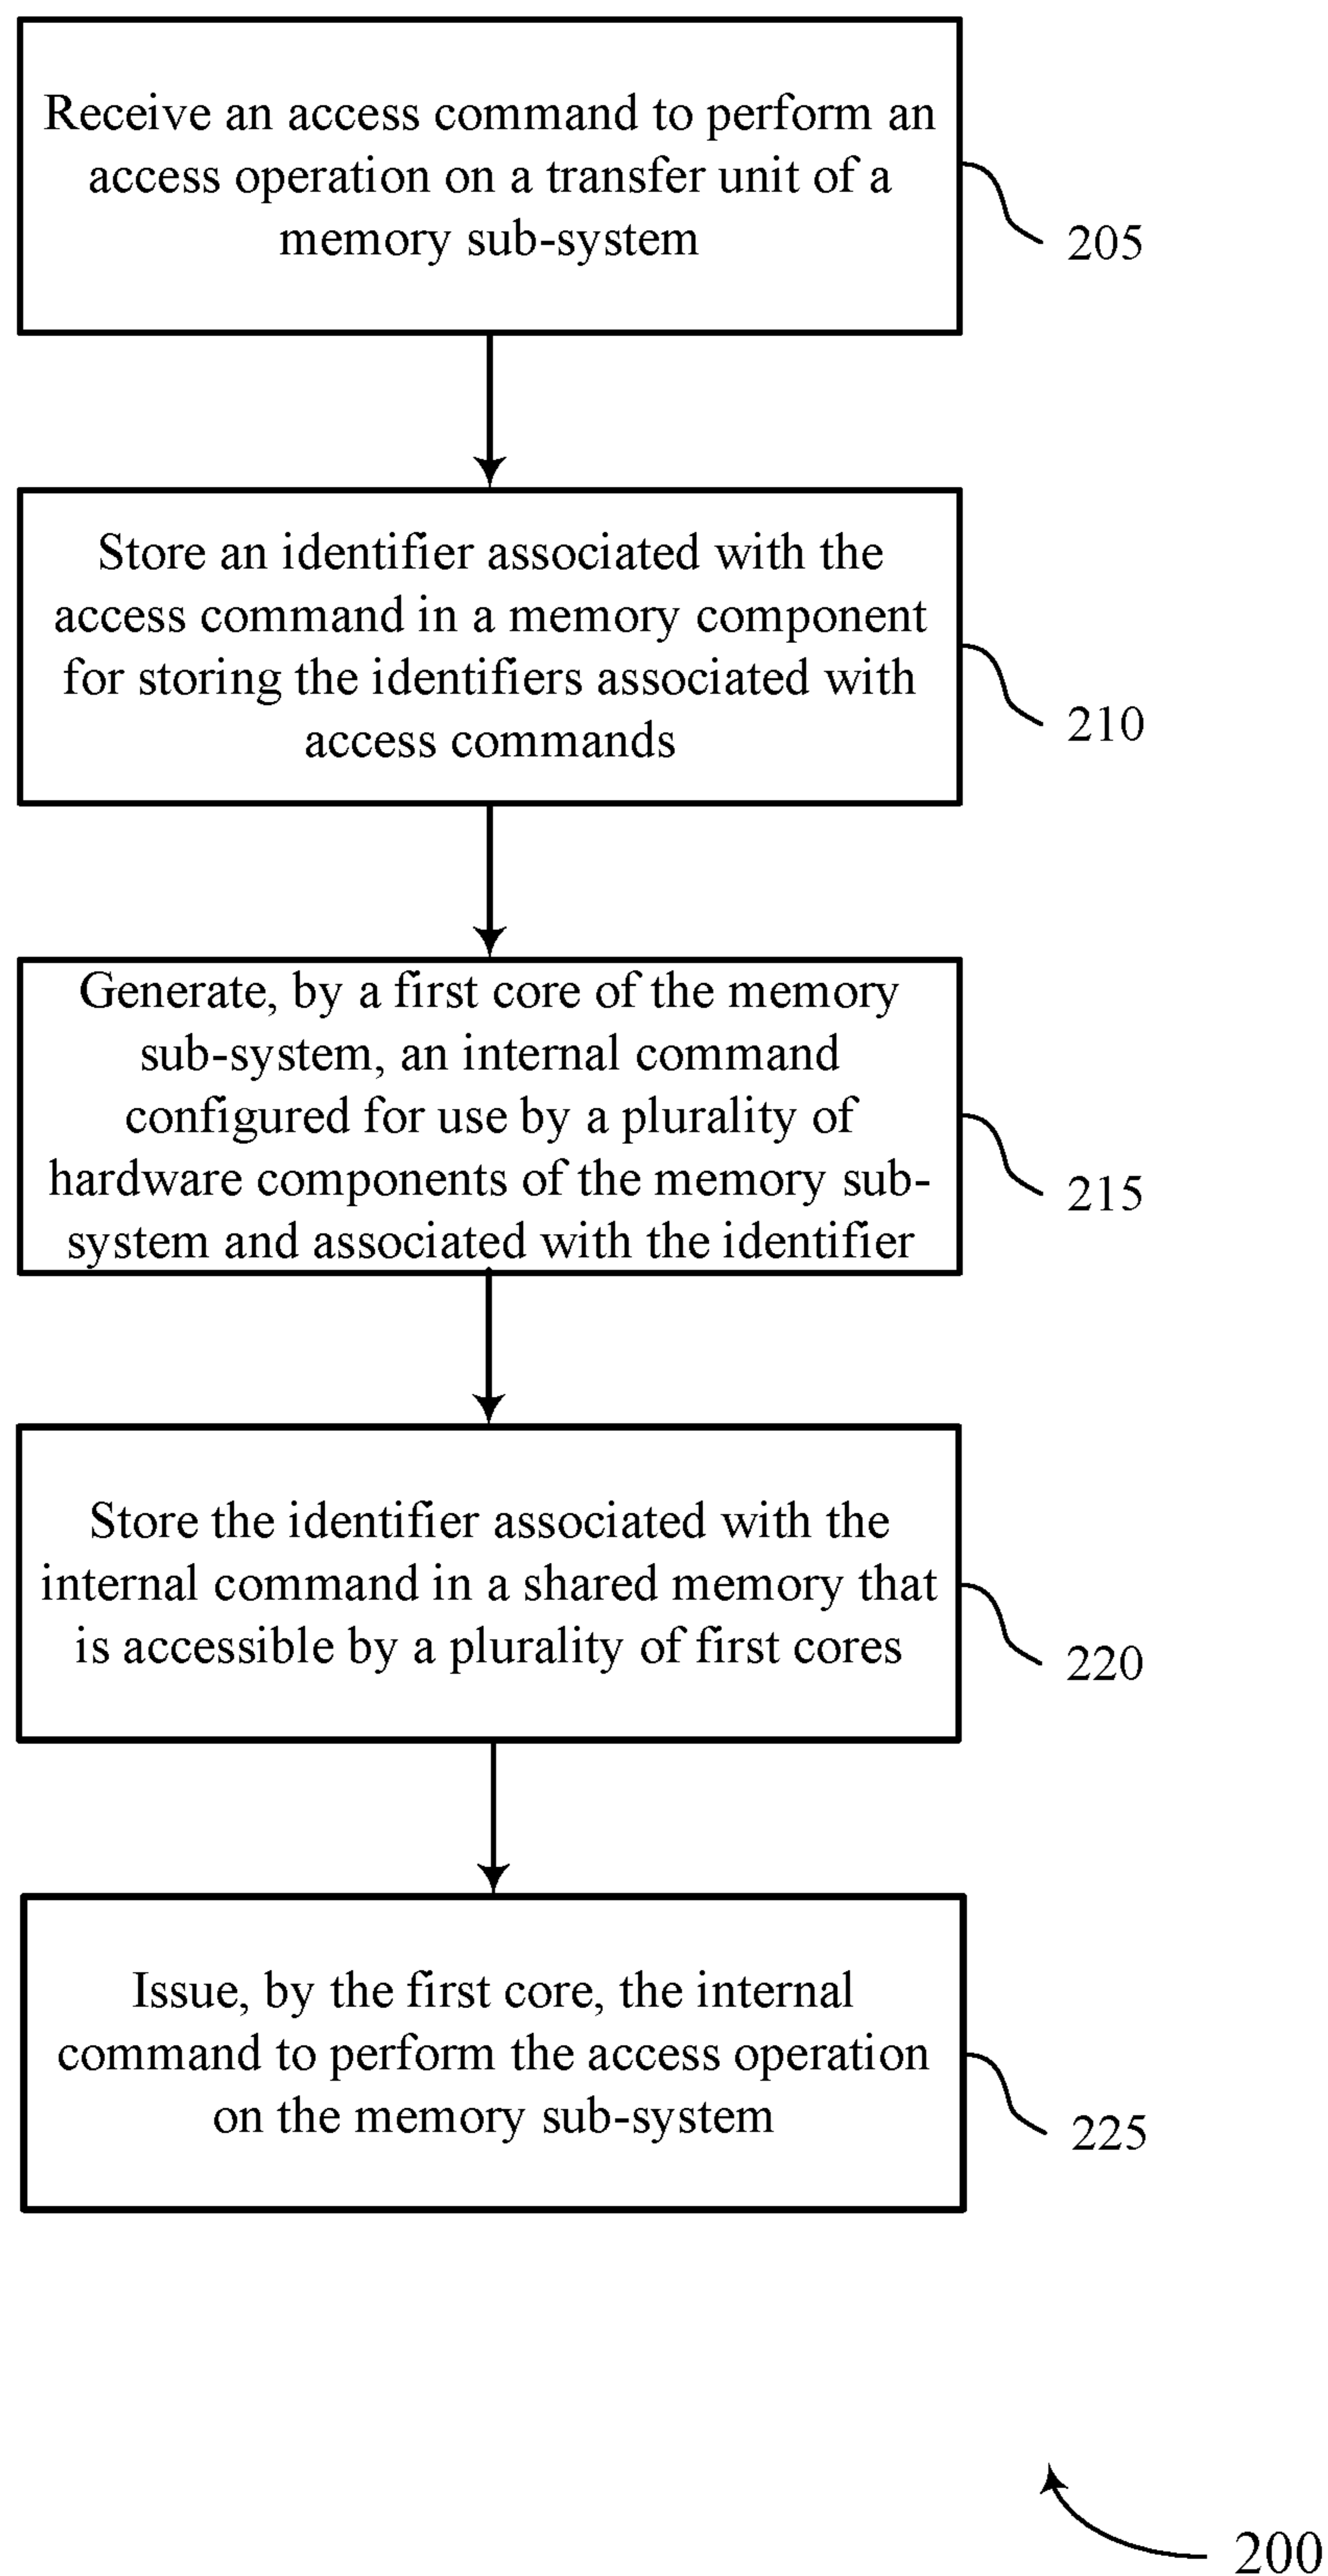 Receive an access command to perform an
access operation on a transfer unit of a
memory sub-system
205
Store an identifier associated with the
access command in a memory component
for storing the identifiers associated with
access commands
210
Generate, by a first core of the memory
sub-system, an internal command
configured for use by a plurality of
hardware components of the memory sub-
system and associated with the identifier
215
Store the identifier associated with the
internal command in a shared memory that
is accessible by a plurality of first cores
220
Issue, by the first core, the internal
command to perform the access operation
on the memory sub-system
225
200